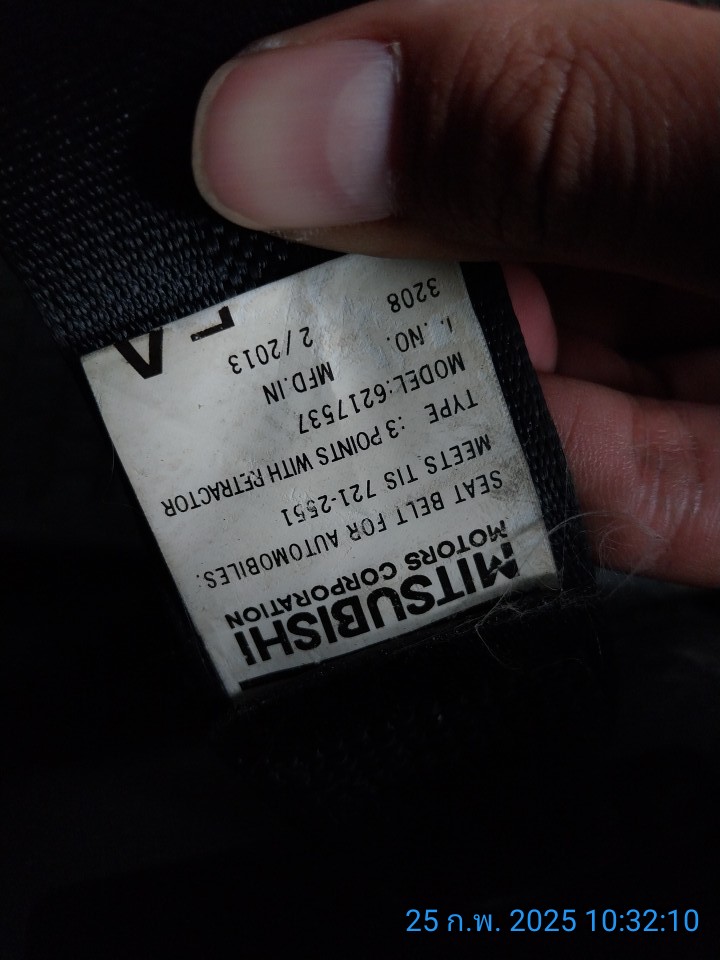 MITSUBISHI
MOTORS CORPORATION
SEAT BELT FOR AUTOMOBILES.
MEETS TIS 721-2551
TYPE :3 POINTS WITH RETRACTOR
MODEL:6217537
NO. MFD.IN
3208 2/2013
25 ก.พ. 2025 10:32:10